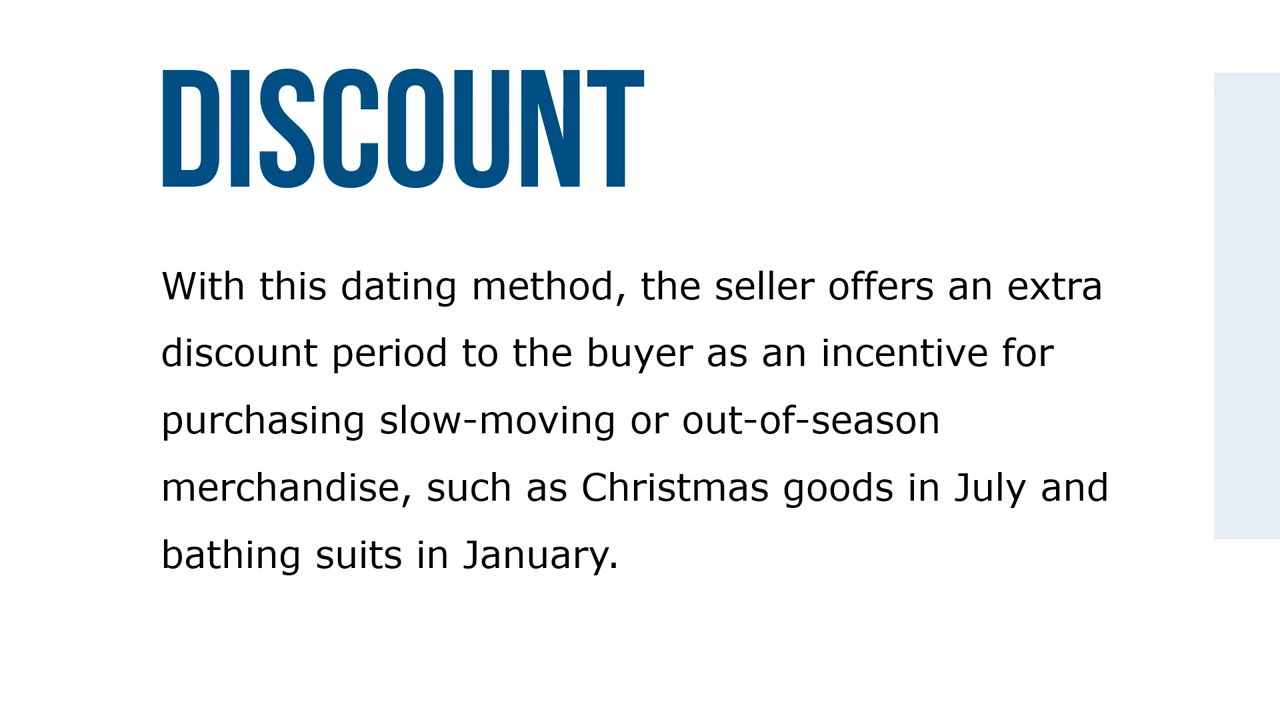 DISCOUNT
With this dating method, the seller offers an extra
discount period to the buyer as an incentive for
purchasing slow-moving or out-of-season
merchandise, such as Christmas goods in July and
bathing suits in January.